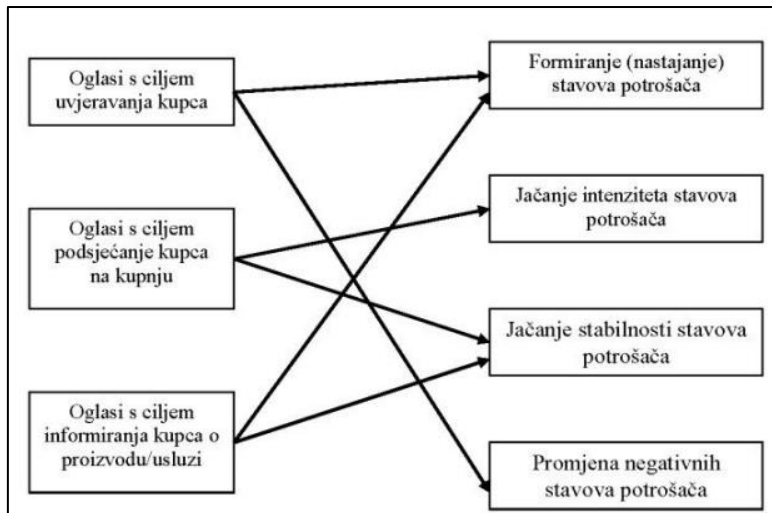 Oglasi s ciljem
uvjeravanja kupca
Oglasi s ciljem
podsjećanje kupca
na kupnju
Oglasi s ciljem
informiranja kupca o
proizvodu/usluzi
Formiranje (nastajanje)
stavova potrošača
Jačanje intenziteta stavova
potrošača
Jačanje stabilnosti stavova
potrošača
Promjena negativnih
stavova potrošača